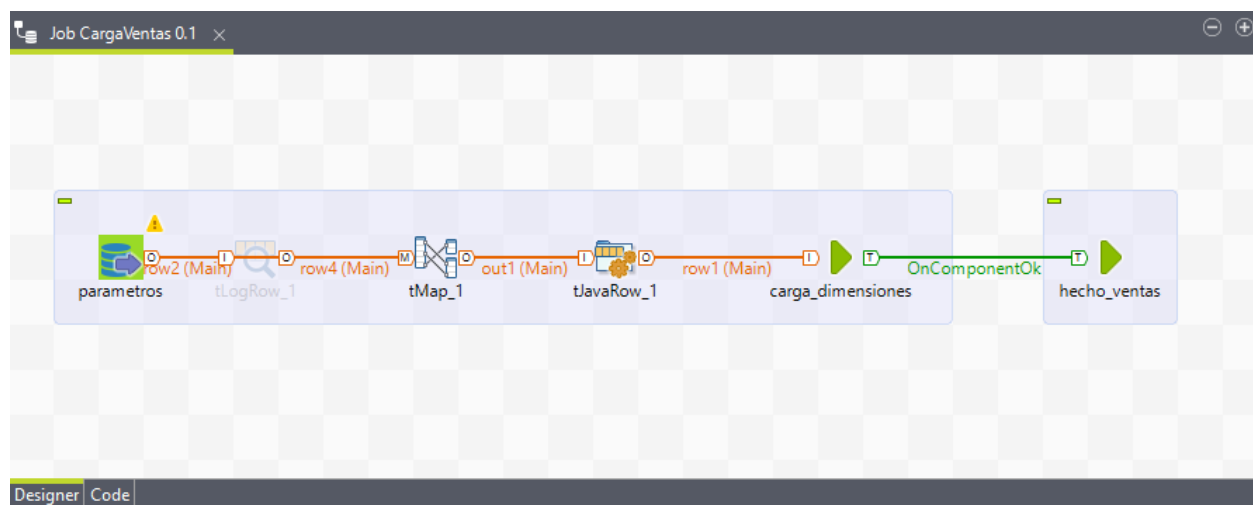 Job CargaVentas 0.1
row2 (Main)
row4 (Main)
out1 (Main)
row1 (Main)
OnComponentOk
parametros
tLogRow_1
tMap_1
tJavaRow_1
carga_dimensiones
hecho_ventas
O
I
O
M
O
I
O
I
T
T
Designer
Code